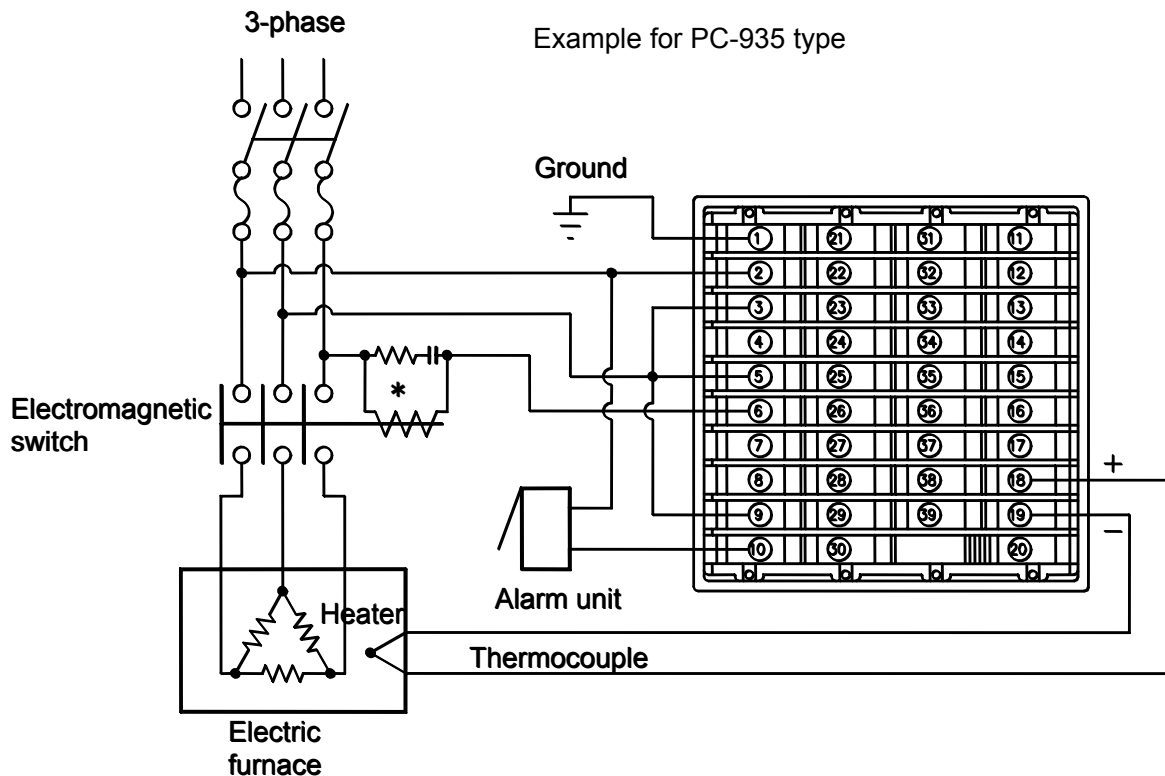 3-phase
Example for PC-935 type
Ground
1 21 31 11
2 22 32 12
3 23 33 13
4 24 34 14
5 25 35 15
*
Electromagnetic
switch
6 26 36 16
7 27 37 17
+
8 28 38 18
9 29 39 19
−
10 30 20
Alarm unit
Heater
Thermocouple
Electric
furnace